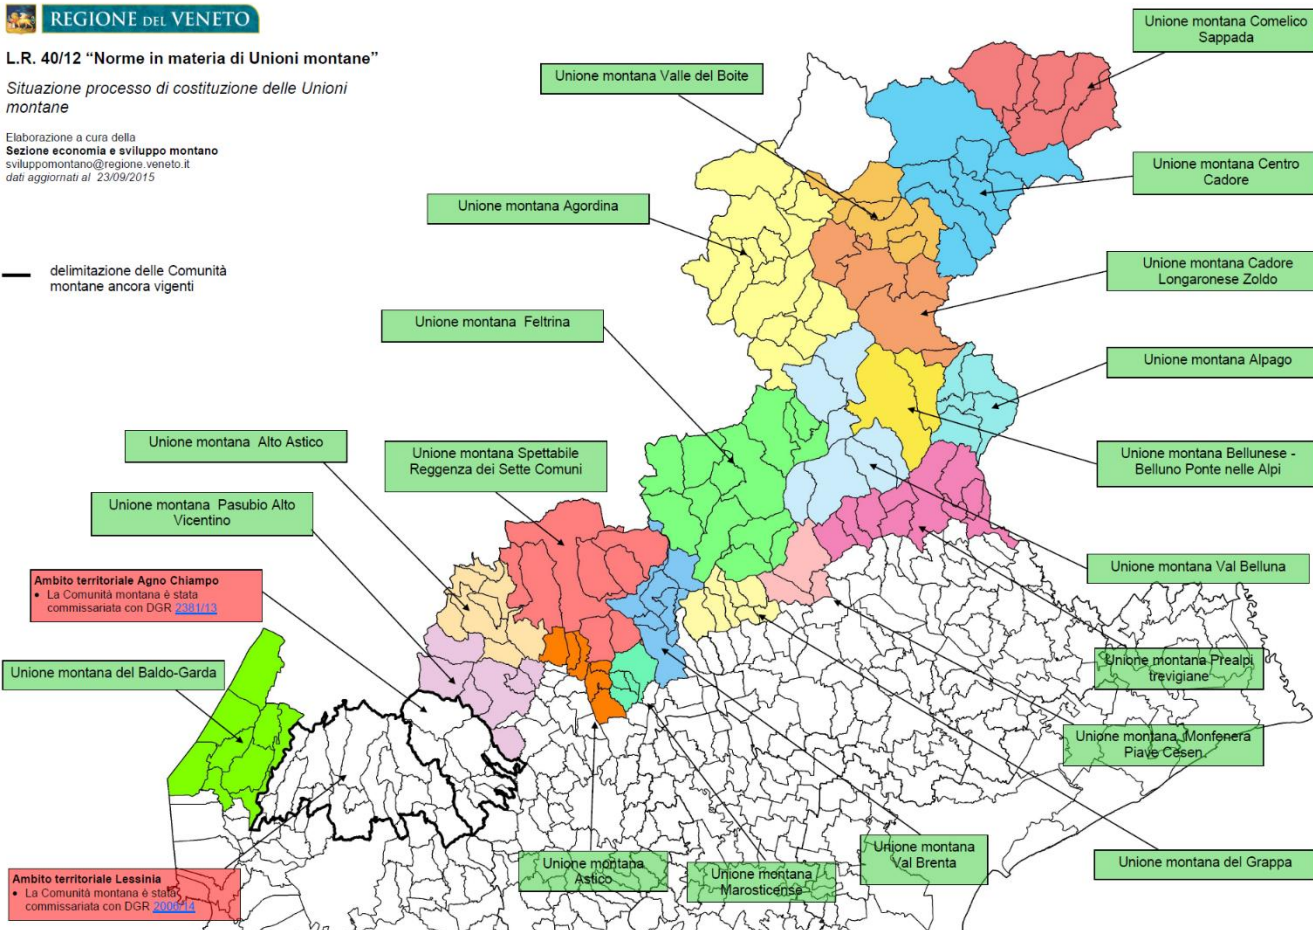 REGIONE DEL VENETO
L.R. 40/12 “Norme in materia di Unioni montane”
Situazione processo di costituzione delle Unioni
montane
Elaborazione a cura della
Sezione economia e sviluppo montano
sviluppomontano@regione.veneto.it
dati aggiornati al 23/09/2015
delimitazione delle Comunità
montane ancora vigenti
Unione montana Comelico
Sappada
Unione montana Valle del Boite
Unione montana Centro
Cadore
Unione montana Agordina
Unione montana Cadore
Longaronese Zoldo
Unione montana Feltrina
Unione montana Alpago
Unione montana Alto Astico
Unione montana Spettabile
Reggenza dei Sette Comuni
Unione montana Bellunese -
Belluno Ponte nelle Alpi
Unione montana Pasubio Alto
Vicentino
Unione montana Val Belluna
Ambito territoriale Agno Chiampo
• La Comunità montana è stata
commissariata con DGR 2381/13
Unione montana del Baldo-Garda
Unione montana Prealpi
trevigiane
Unione montana Monfenera
Piave Cesen
Unione montana
Val Brenta
Unione montana del Grappa
Unione montana
Astico
Unione montana
Marosticense
Ambito territoriale Lessinia
• La Comunità montana è stata
commissariata con DGR 2006/14